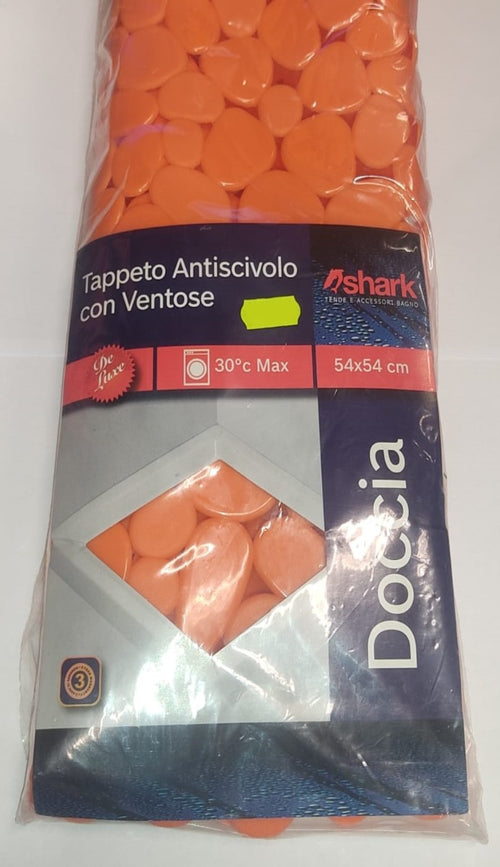 Tappeto Antiscivolo
con Ventose
shark
TENDE E ACCESSORI BAGNO
De
Luxe
30°c Max
54x54 cm
Doccia
3